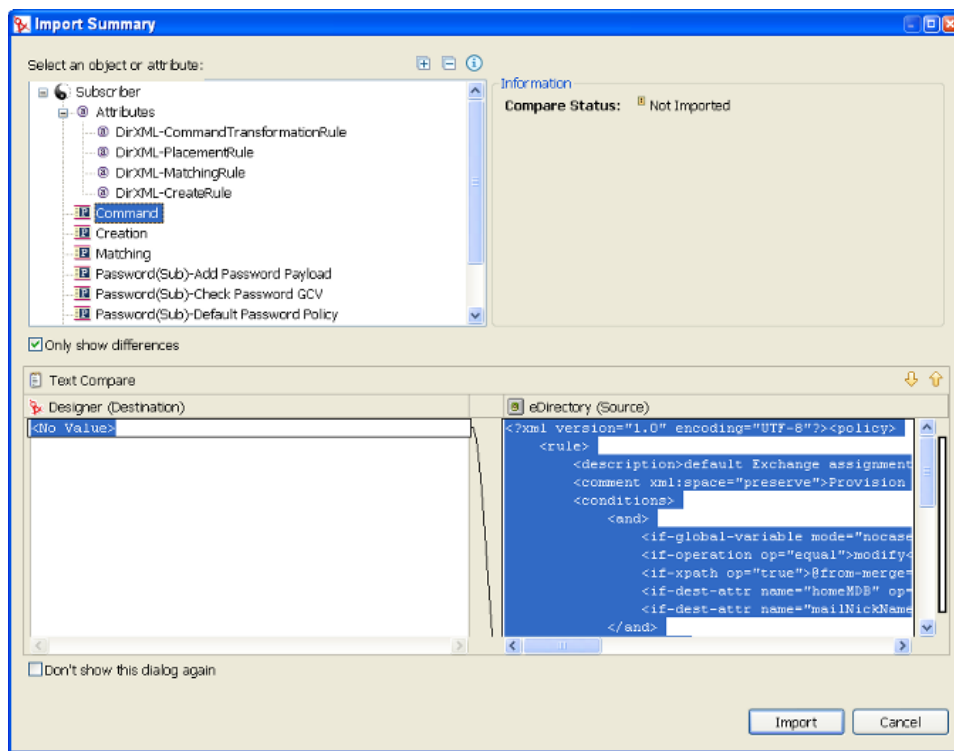 Import Summary
Select an object or attribute:
Subscriber
Attributes
DirXML-CommandTransformationRule
DirXML-PlacementRule
DirXML-MatchingRule
DirXML-CreateRule
Command
Creation
Matching
Password(Sub)-Add Password Payload
Password(Sub)-Check Password GCV
Password(Sub)-Default Password Policy
Information
Compare Status: Not Imported
Only show differences
Text Compare
Designer (Destination)
<No Value>
eDirectory (Source)
<?xml version="1.0" encoding="UTF-8"?><policy>
<rule>
<description>default Exchange assignment
<comment xml:space="preserve">Provision
<conditions>
<and>
<if-global-variable mode="nocase
<if-operation op="equal">modify<
<if-xpath op="true">@from-merge=
<if-dest-attr name="homeMDB" op=
<if-dest-attr name="mailNickName
</and>
Don't show this dialog again
Import Cancel